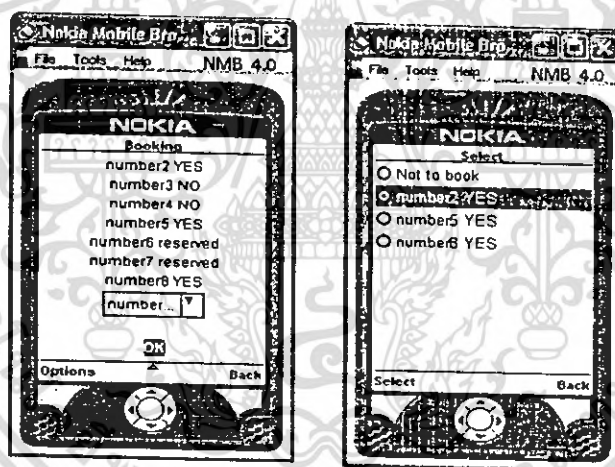 Nokia Mobile Bro...
File Tools Help NMB 4.0
NOKIA
Booking
number2 YES
number3 NO
number4 NO
number5 YES
number6 reserved
number7 reserved
number8 YES
number...
OK
Options Back
Nokia Mobile Bro...
File Tools Help NMB 4.0
NOKIA
Select
Not to book
number2 YES
number5 YES
number8 YES
Select Back